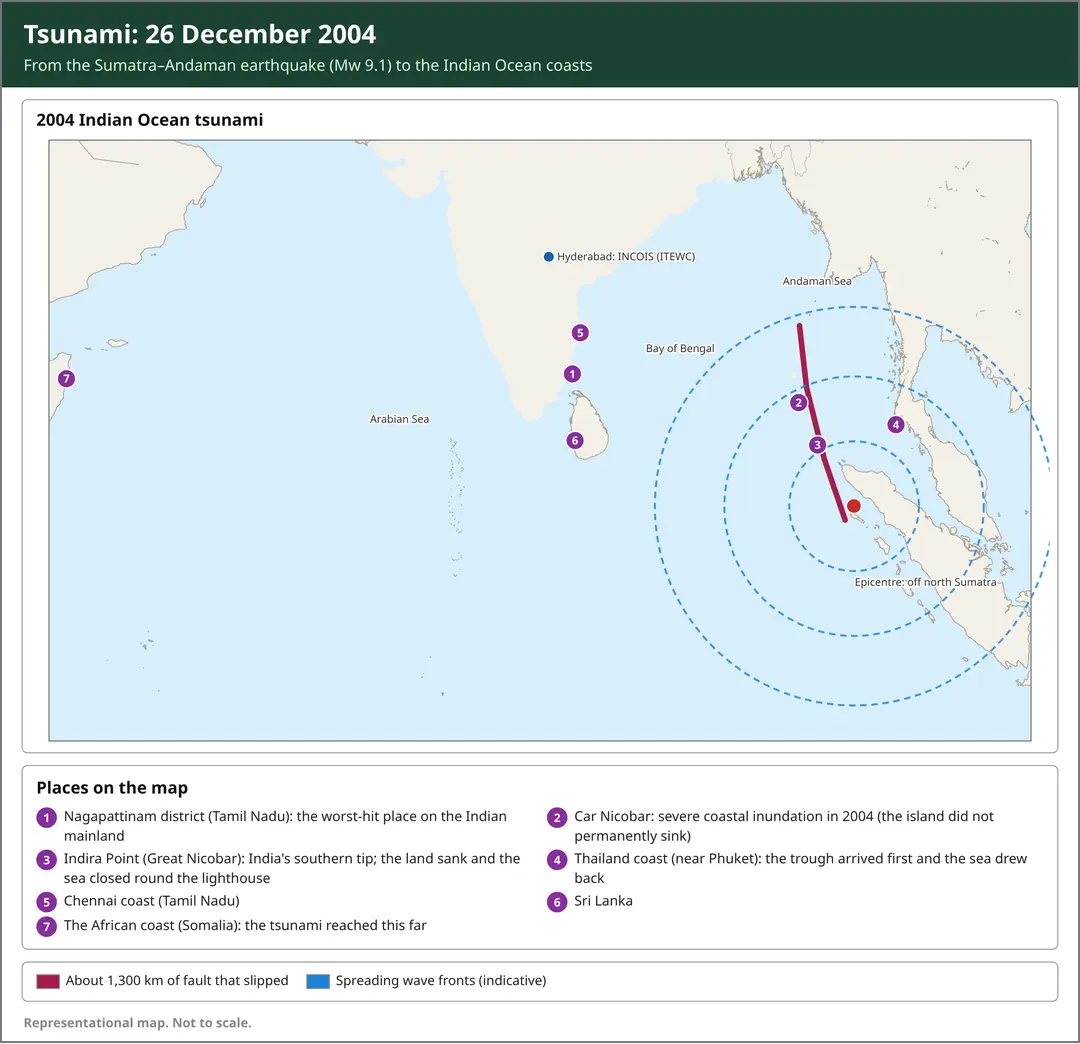 Tsunami: 26 December 2004
From the Sumatra–Andaman earthquake (Mw 9.1) to the Indian Ocean coasts
2004 Indian Ocean tsunami
Hyderabad: INCOIS (ITEWC)
Andaman Sea
5
Bay of Bengal
1
7
2
Arabian Sea
4
6
3
Epicentre: off north Sumatra
Places on the map
1 Nagapattinam district (Tamil Nadu): the worst-hit place on the Indian
mainland
2 Car Nicobar: severe coastal inundation in 2004 (the island did not
permanently sink)
3 Indira Point (Great Nicobar): India's southern tip; the land sank and the
sea closed round the lighthouse
4 Thailand coast (near Phuket): the trough arrived first and the sea drew
back
5 Chennai coast (Tamil Nadu)
6 Sri Lanka
7 The African coast (Somalia): the tsunami reached this far
About 1,300 km of fault that slipped
Spreading wave fronts (indicative)
Representational map. Not to scale.